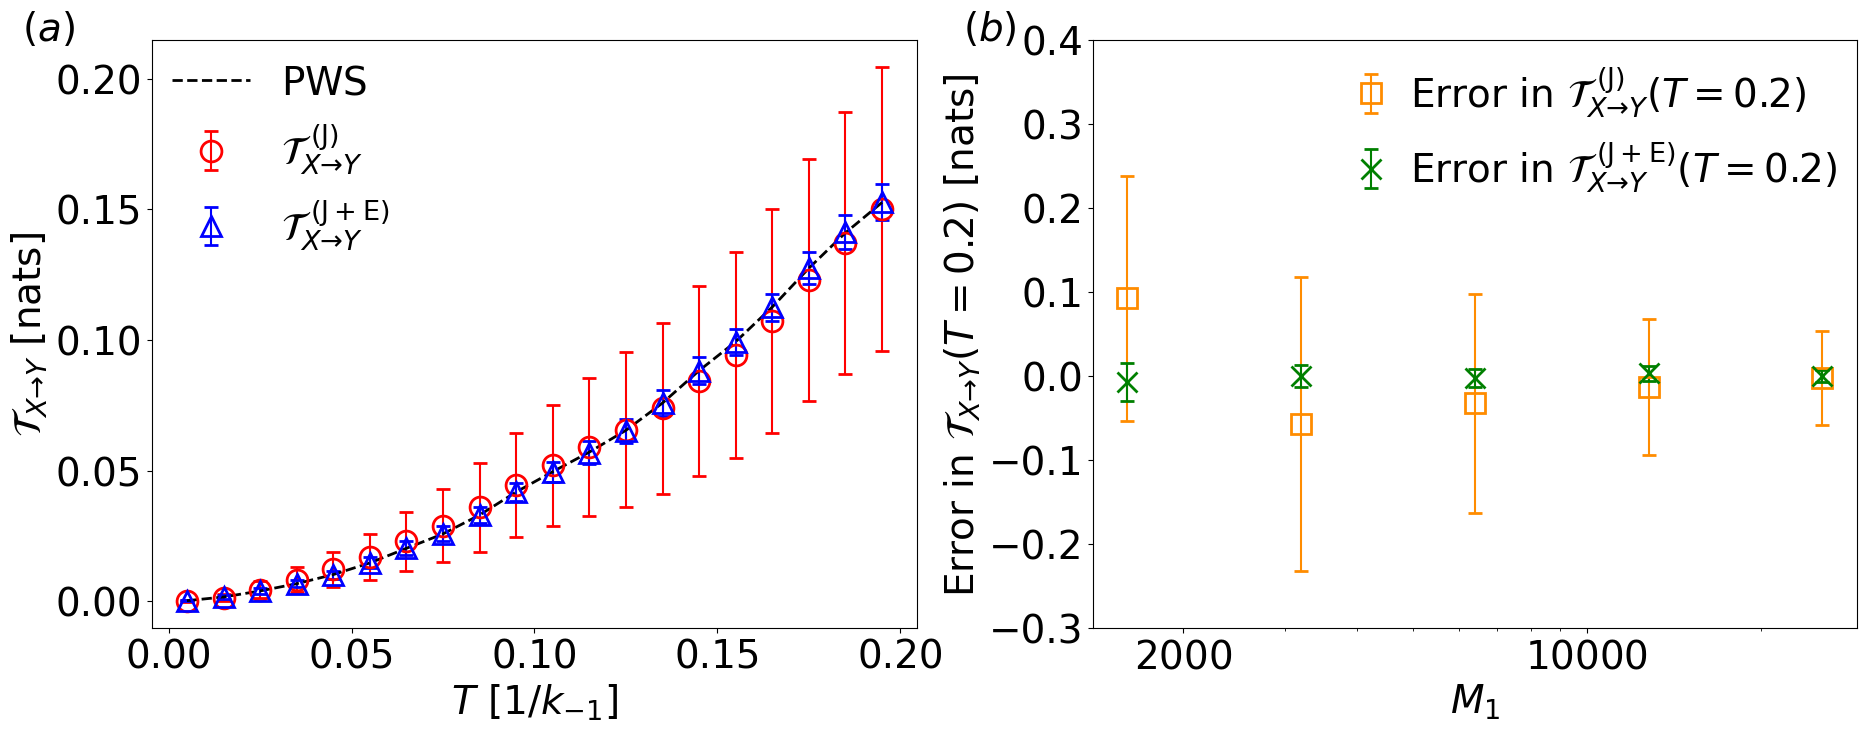 (a)
PWS
𝒯_{X→Y}^{(J)}
𝒯_{X→Y}^{(J+E)}
0.20
0.15
0.10
0.05
0.00
𝒯_{X→Y} [nats]
0.00 0.05 0.10 0.15 0.20
T [1/k_{−1}]
(b)
Error in 𝒯_{X→Y}^{(J)}(T = 0.2)
Error in 𝒯_{X→Y}^{(J+E)}(T = 0.2)
0.4
0.3
0.2
0.1
0.0
−0.1
−0.2
−0.3
Error in 𝒯_{X→Y}(T = 0.2) [nats]
2000 10000
M_1